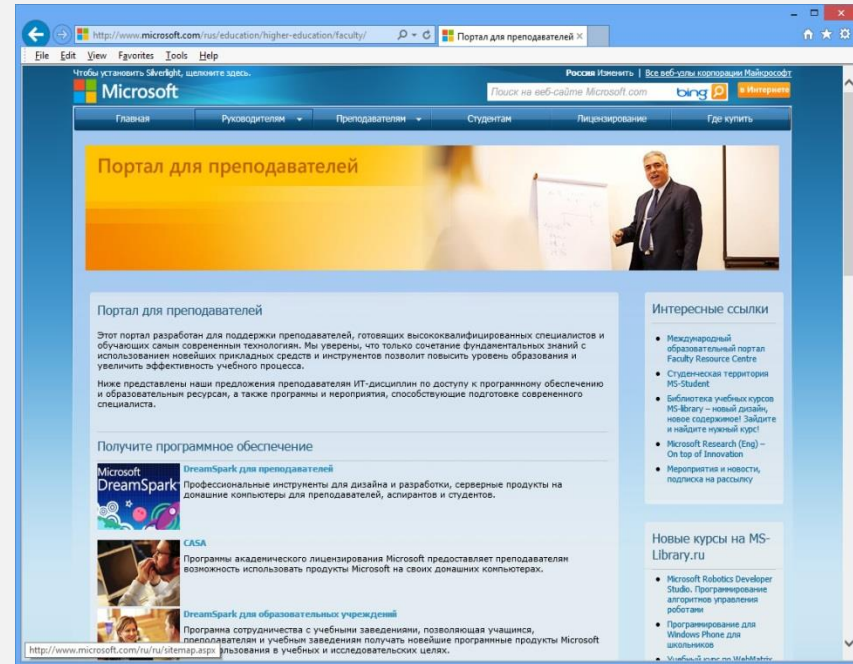 http://www.microsoft.com/rus/education/higher-education/faculty/
Портал для преподавателей
File Edit View Favorites Tools Help
Чтобы установить Silverlight, щелкните здесь.
Россия Изменить | Все веб-узлы корпорации Майкрософт
Microsoft
Поиск на веб-сайте Microsoft.com
bing
в Интернете
Главная
Руководителям
Преподавателям
Студентам
Лицензирование
Где купить
Портал для преподавателей
Портал для преподавателей
Этот портал разработан для поддержки преподавателей, готовящих высококвалифицированных специалистов и
обучающих самым современным технологиям. Мы уверены, что только сочетание фундаментальных знаний с
использованием новейших прикладных средств и инструментов позволит повысить уровень образования и
увеличить эффективность учебного процесса.
Ниже представлены наши предложения преподавателям ИТ-дисциплин по доступу к программному обеспечению
и образовательным ресурсам, а также программы и мероприятия, способствующие подготовке современного
специалиста.
Получите программное обеспечение
Microsoft
DreamSpark
DreamSpark для преподавателей
Профессиональные инструменты для дизайна и разработки, серверные продукты на
домашние компьютеры для преподавателей, аспирантов и студентов.
CASA
Программы академического лицензирования Microsoft предоставляет преподавателям
возможность использовать продукты Microsoft на своих домашних компьютерах.
DreamSpark для образовательных учреждений
Программа сотрудничества с учебными заведениями, позволяющая учащимся,
преподавателям и учебным заведениям получать новейшие программные продукты Microsoft
пользования в учебных и исследовательских целях.
http://www.microsoft.com/ru/ru/sitemap.aspx
Интересные ссылки
Международный
образовательный портал
Faculty Resource Centre
Студенческая территория
MS-Student
Библиотека учебных курсов
MS-library – новый дизайн,
новое содержимое! Зайдите
и найдите нужный курс!
Microsoft Research (Eng) –
On top of Innovation
Мероприятия и новости,
подписка на рассылку
Новые курсы на MS-
Library.ru
Microsoft Robotics Developer
Studio. Программирование
алгоритмов управления
роботами
Программирование для
Windows Phone для
школьников
Учебный курс по WebMatrix